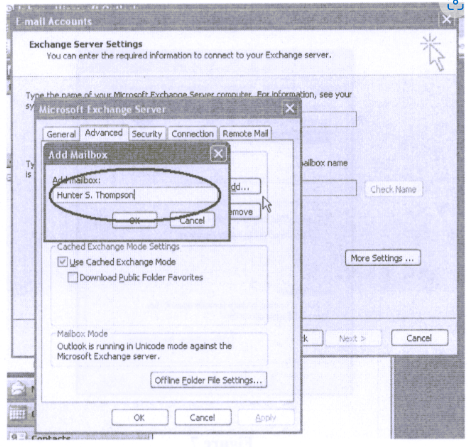 E-mail Accounts
Exchange Server Settings
You can enter the required information to connect to your Exchange server.
Type the name of your Microsoft Exchange Server computer. For information, see your
sy
Microsoft Exchange Server
General Advanced Security Connection Remote Mail
Add Mailbox
Ty mailbox name
is
Add mailbox:
dd... Check Name
Hunter S. Thompson
OK Cancel move
Cached Exchange Mode Settings
Use Cached Exchange Mode More Settings ...
Download Public Folder Favorites
Mailbox Mode
Outlook is running in Unicode mode against the
Microsoft Exchange server.
k Next > Cancel
Offline Folder File Settings...
OK Cancel Apply
Contacts